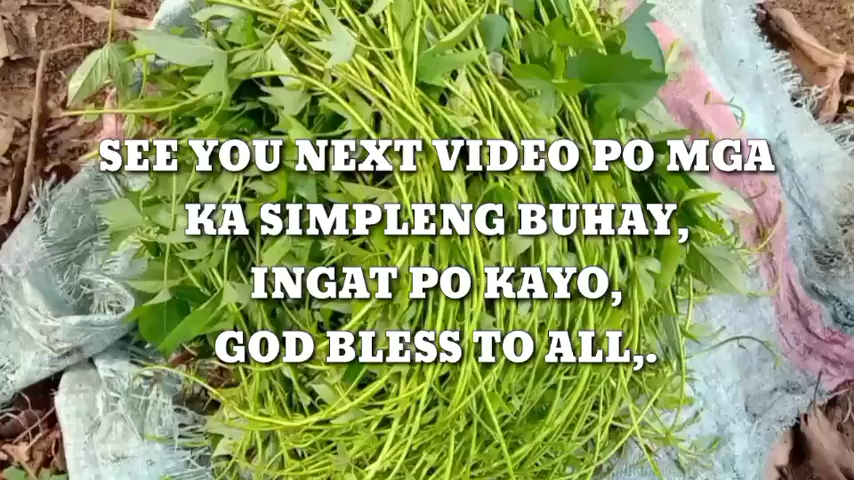 SEE YOU NEXT VIDEO PO MGA
KA SIMPLENG BUHAY,
INGAT PO KAYO,
GOD BLESS TO ALL,.